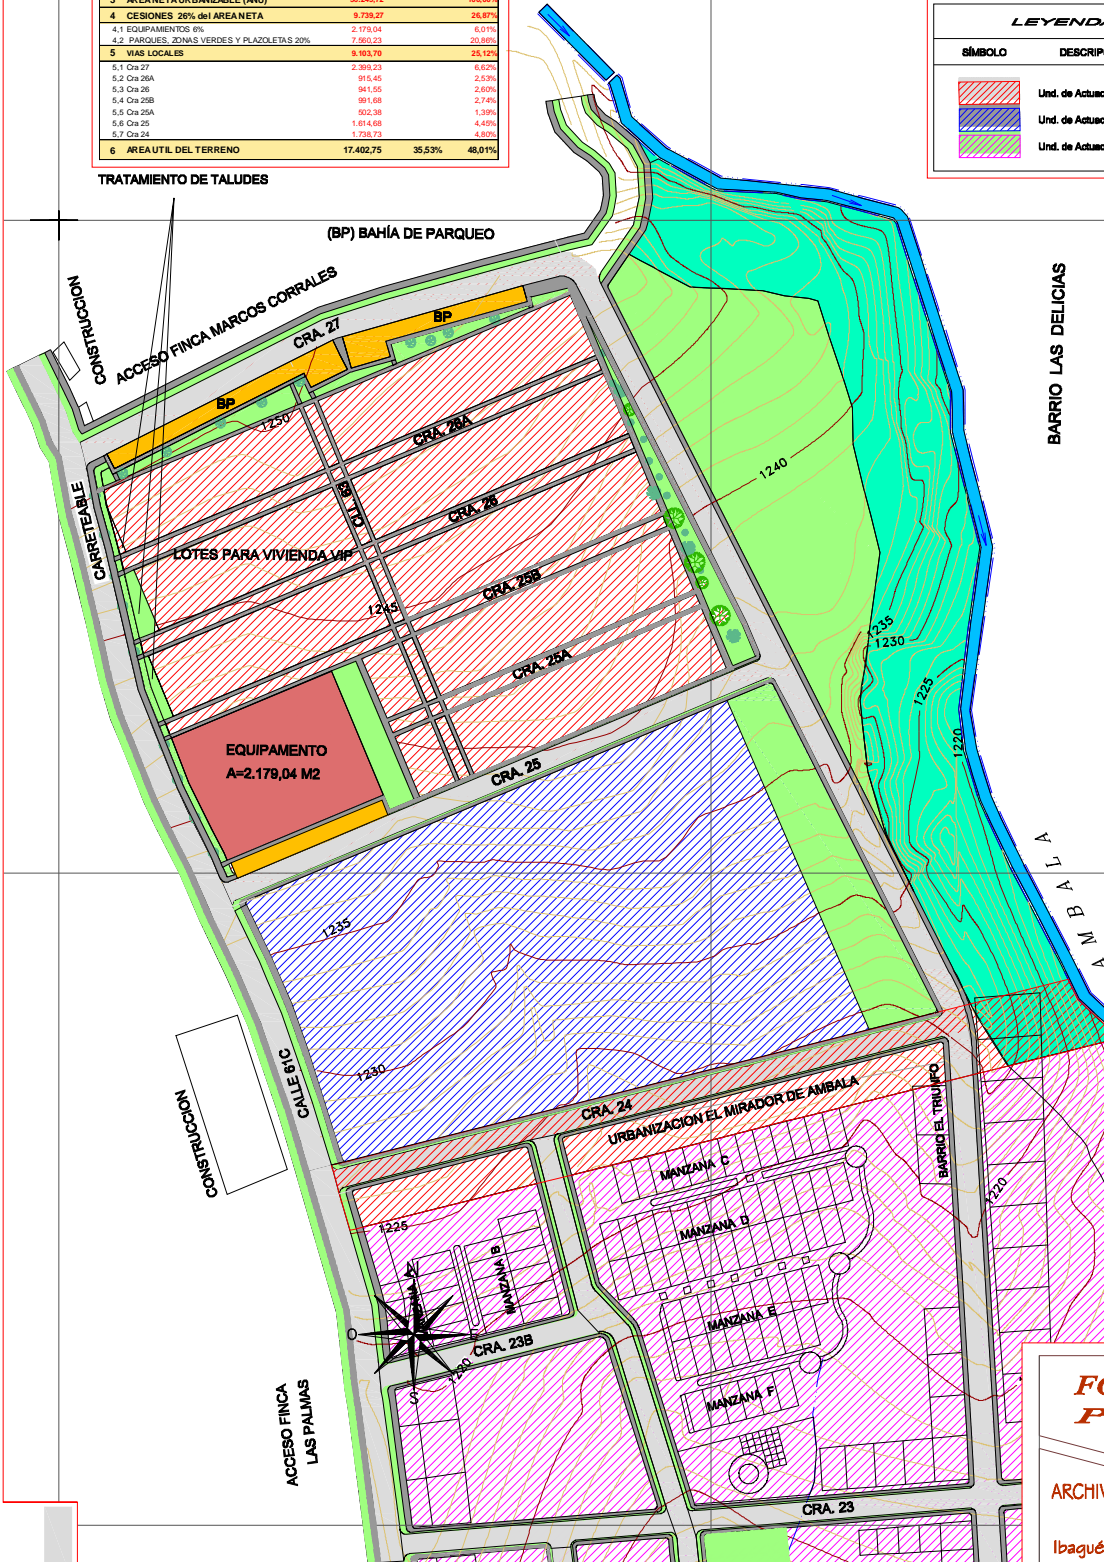 3 AREA NETA URBANIZABLE (ANU)
4 CESIONES 26% del AREA NETA 9.739,27 26,87%
4,1 EQUIPAMIENTOS 6% 2.179,04 6,01%
4,2 PARQUES, ZONAS VERDES Y PLAZOLETAS 20% 7.560,23 20,86%
5 VIAS LOCALES 9.103,70 25,12%
5,1 Cra 27 2.399,23 6,62%
5,2 Cra 26A 915,45 2,53%
5,3 Cra 26 941,55 2,60%
5,4 Cra 25B 991,68 2,74%
5,5 Cra 25A 502,38 1,39%
5,6 Cra 25 1.614,68 4,45%
5,7 Cra 24 1.738,73 4,80%
6 AREA UTIL DEL TERRENO 17.402,75 35,53% 48,01%
LEYENDA
SÍMBOLO DESCRIP
Und. de Actuac
Und. de Actuac
Und. de Actuac
TRATAMIENTO DE TALUDES
(BP) BAHÍA DE PARQUEO
CONSTRUCCION
ACCESO FINCA MARCOS CORRALES
CRA. 27
BP
BP
BARRIO LAS DELICIAS
1250
CRA. 26A
1240
CARRETEABLE
CLL. 63
CRA. 26
LOTES PARA VIVIENDA VIP
CRA. 25B
1245
1235
1230
CRA. 25A
1225
1220
EQUIPAMENTO
A=2.179,04 M2
CRA. 25
AMBALA
1235
1230
CALLE 61C
CONSTRUCCION
CRA. 24
URBANIZACION EL MIRADOR DE AMBALA
BARRIO EL TRIUNFO
MANZANA C
1220
1225
MANZANA D
MANZANA B
N
O
E
S
MANZANA E
CRA. 23B
1220
MANZANA F
ACCESO FINCA
LAS PALMAS
CRA. 23
FO
P
ARCHIV
Ibagué